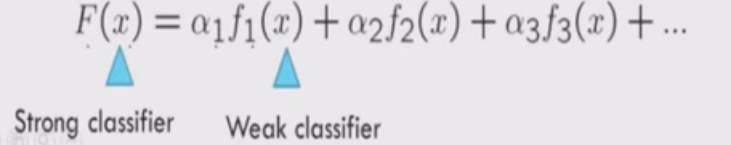 F(x) = α₁f₁(x) + α₂f₂(x) + α₃f₃(x) + ...
Strong classifier Weak classifier